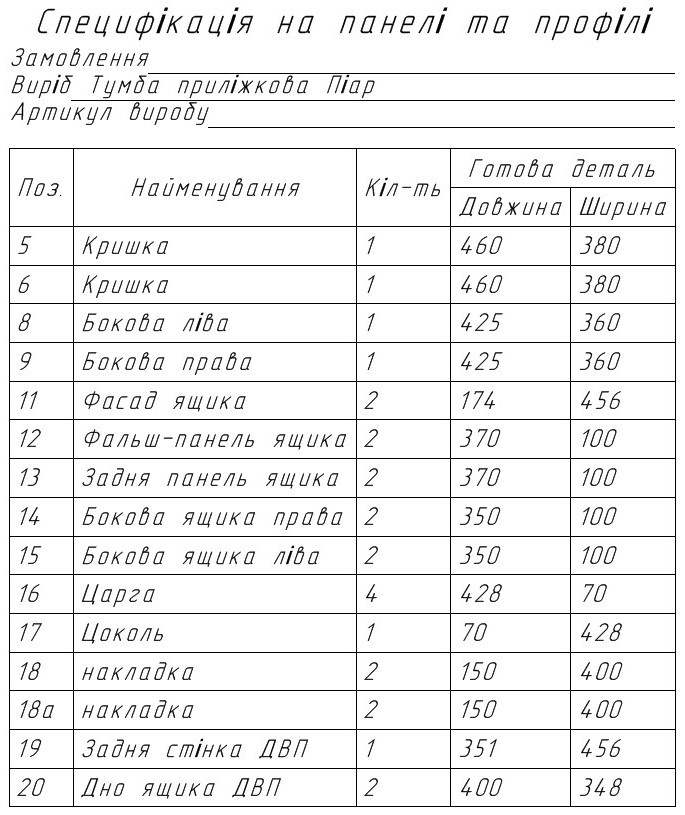 Специфікація на панелі та профілі
Замовлення
Виріб Тумба приліжкова Піар
Артикул виробу
Поз. Найменування Кіл-ть Готова деталь
Довжина Ширина
5 Кришка 1 460 380
6 Кришка 1 460 380
8 Бокова ліва 1 425 360
9 Бокова права 1 425 360
11 Фасад ящика 2 174 456
12 Фальш-панель ящика 2 370 100
13 Задня панель ящика 2 370 100
14 Бокова ящика права 2 350 100
15 Бокова ящика ліва 2 350 100
16 Царга 4 428 70
17 Цоколь 1 70 428
18 накладка 2 150 400
18а накладка 2 150 400
19 Задня стінка ДВП 1 351 456
20 Дно ящика ДВП 2 400 348